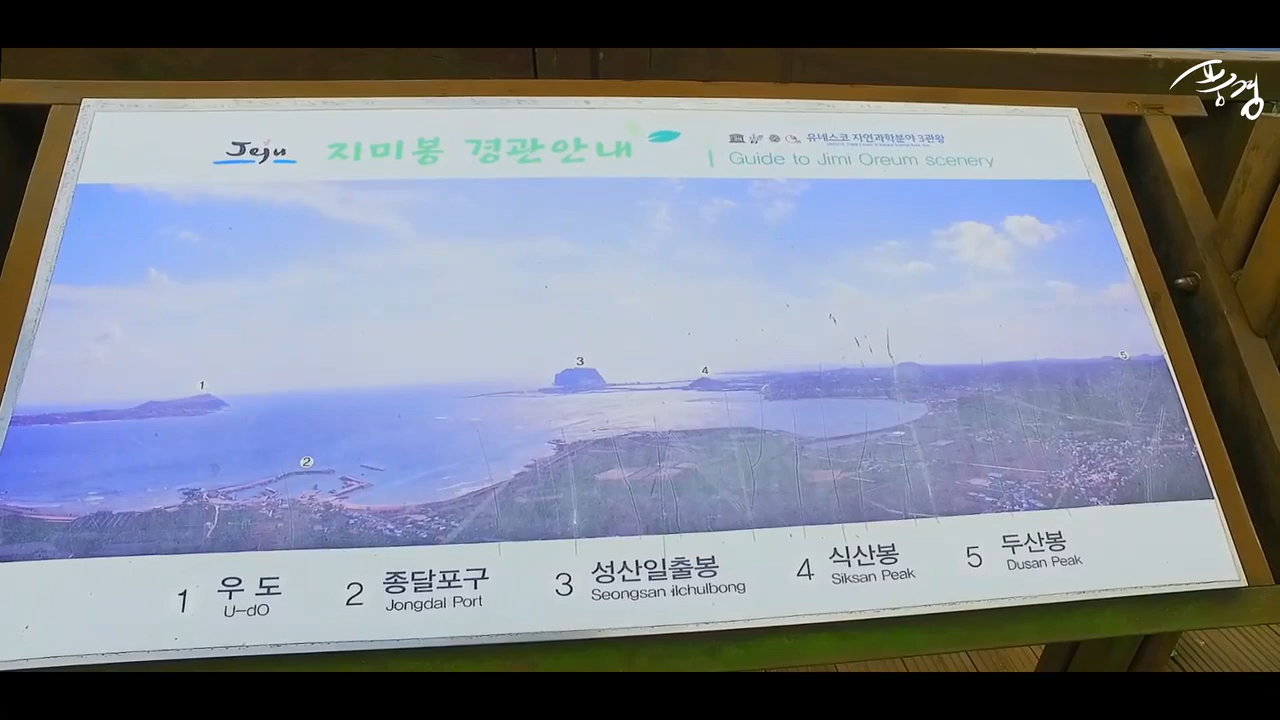 풍경
Jeju 지미봉 경관안내
유네스코 자연과학분야 3관왕
Guide to Jimi Oreum scenery
1
2
3
4
5
1 우도
U-dO
2 종달포구
Jongdal Port
3 성산일출봉
Seongsan ilchulbong
4 식산봉
Siksan Peak
5 두산봉
Dusan Peak